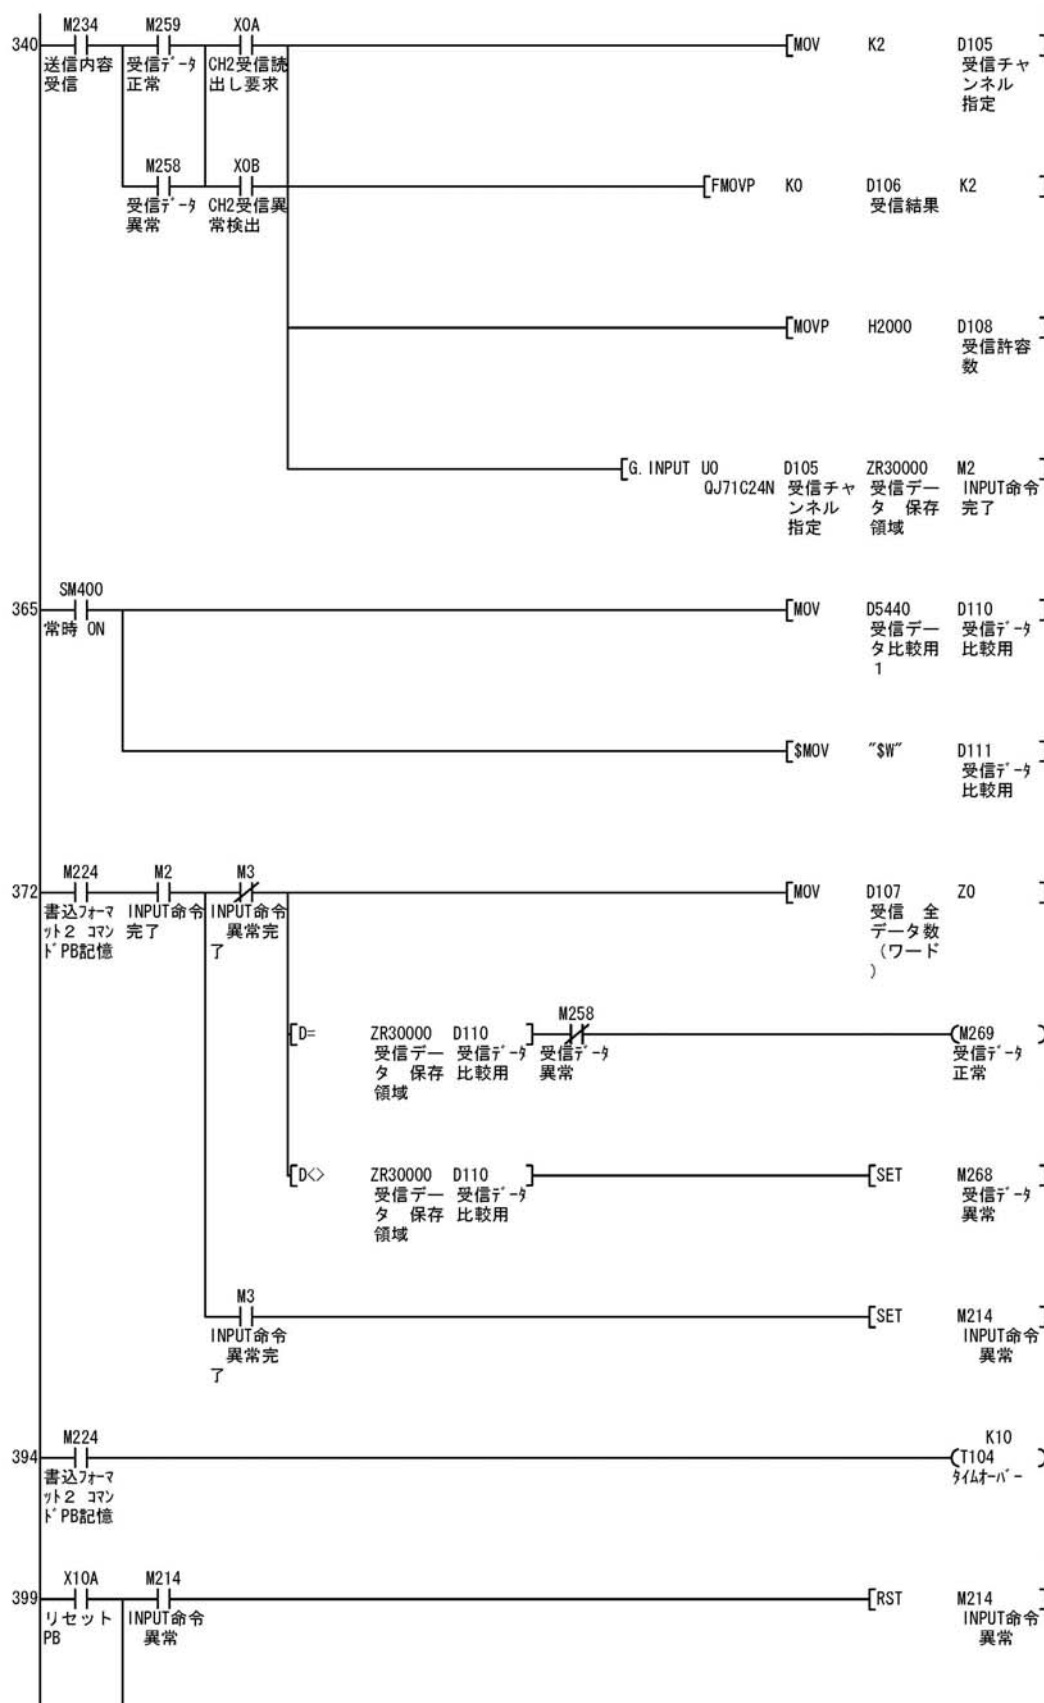 M234 M259 X0A
340 [MOV K2 D105 ]
送信内容 受信ﾃﾞｰﾀ CH2受信読 受信チャ
受信 正常 出し要求 ンネル
指定
M258 X0B
[FMOVP K0 D106 K2 ]
受信ﾃﾞｰﾀ CH2受信異 受信結果
異常 常検出
[MOVP H2000 D108 ]
受信許容
数
[G. INPUT U0 D105 ZR30000 M2 ]
QJ71C24N 受信チャ 受信デー INPUT命令
ンネル タ 保存 完了
指定 領域
SM400
365 [MOV D5440 D110 ]
常時 ON 受信デー 受信ﾃﾞｰﾀ
タ比較用 比較用
1
[$MOV "$W" D111 ]
受信ﾃﾞｰﾀ
比較用
M224 M2 M3
372 [MOV D107 Z0 ]
書込ﾌｫｰﾏ INPUT命令 INPUT命令 受信 全
ｯﾄ2 ｺﾏﾝ 完了 異常完 データ数
ﾄﾞPB記憶 了 (ワード
)
M258
[D= ZR30000 D110 ] (M269 )
受信デー 受信ﾃﾞｰﾀ 受信ﾃﾞｰﾀ 受信ﾃﾞｰﾀ
タ 保存 比較用 異常 正常
領域
[D<> ZR30000 D110 ] [SET M268 ]
受信デー 受信ﾃﾞｰﾀ 受信ﾃﾞｰﾀ
タ 保存 比較用 異常
領域
M3
[SET M214 ]
INPUT命令 INPUT命令
異常完 異常
了
M224 K10
394 (T104 )
書込ﾌｫｰﾏ ﾀｲﾑｵｰﾊﾞｰ
ｯﾄ2 ｺﾏﾝ
ﾄﾞPB記憶
X10A M214
399 [RST M214 ]
リセット INPUT命令 INPUT命令
PB 異常 異常